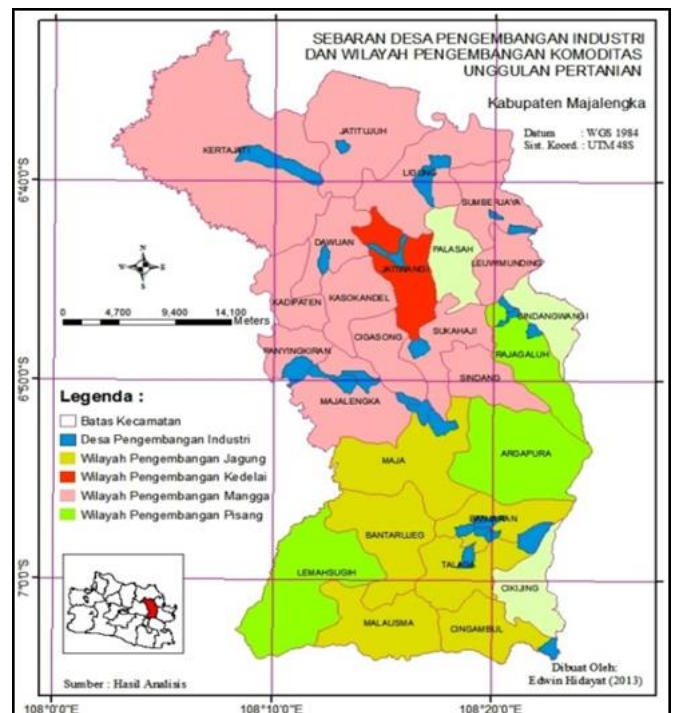 SEBARAN DESA PENGEMBANGAN INDUSTRI
DAN WILAYAH PENGEMBANGAN KOMODITAS
UNGGULAN PERTANIAN
Kabupaten Majalengka
Datum : WGS 1984
Sist. Koord. : UTM 48S
JATITUJUH
KERTAJATI
LIGUNG
6°40'S
SUMBERJAYA
DAWUAN
PALASAH
JATIWANGI
LEUWIMUNDING
N
W E
S
KADIPATEN
KASOKANDEL
0 4,700 9,400 14,100
Meters
SINDANGWANGI
CIGASONG
SUKAHAJI
PANYINGKIRAN
RAJAGALUH
6°50'S
SINDANG
MAJALENGKA
Legenda :
Batas Kecamatan
Desa Pengembangan Industri
Wilayah Pengembangan Jagung
Wilayah Pengembangan Kedelai
Wilayah Pengembangan Mangga
Wilayah Pengembangan Pisang
MAJA
ARGAPURA
BANTARUJEG
BANJARAN
TALAGA
LEMAHSUGIH
7°0'S
CIKIJING
MALAUSMA
CINGAMBUL
Sumber : Hasil Analisis
Dibuat Oleh:
Edwin Hidayat (2013)
108°0'0"E
108°10'0"E
108°20'0"E